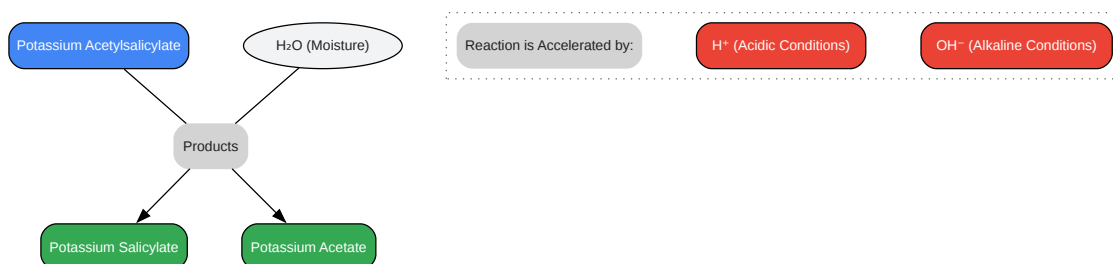 Potassium Acetylsalicylate
H₂O (Moisture)
Reaction is Accelerated by:
H⁺ (Acidic Conditions)
OH⁻ (Alkaline Conditions)
Products
Potassium Salicylate
Potassium Acetate